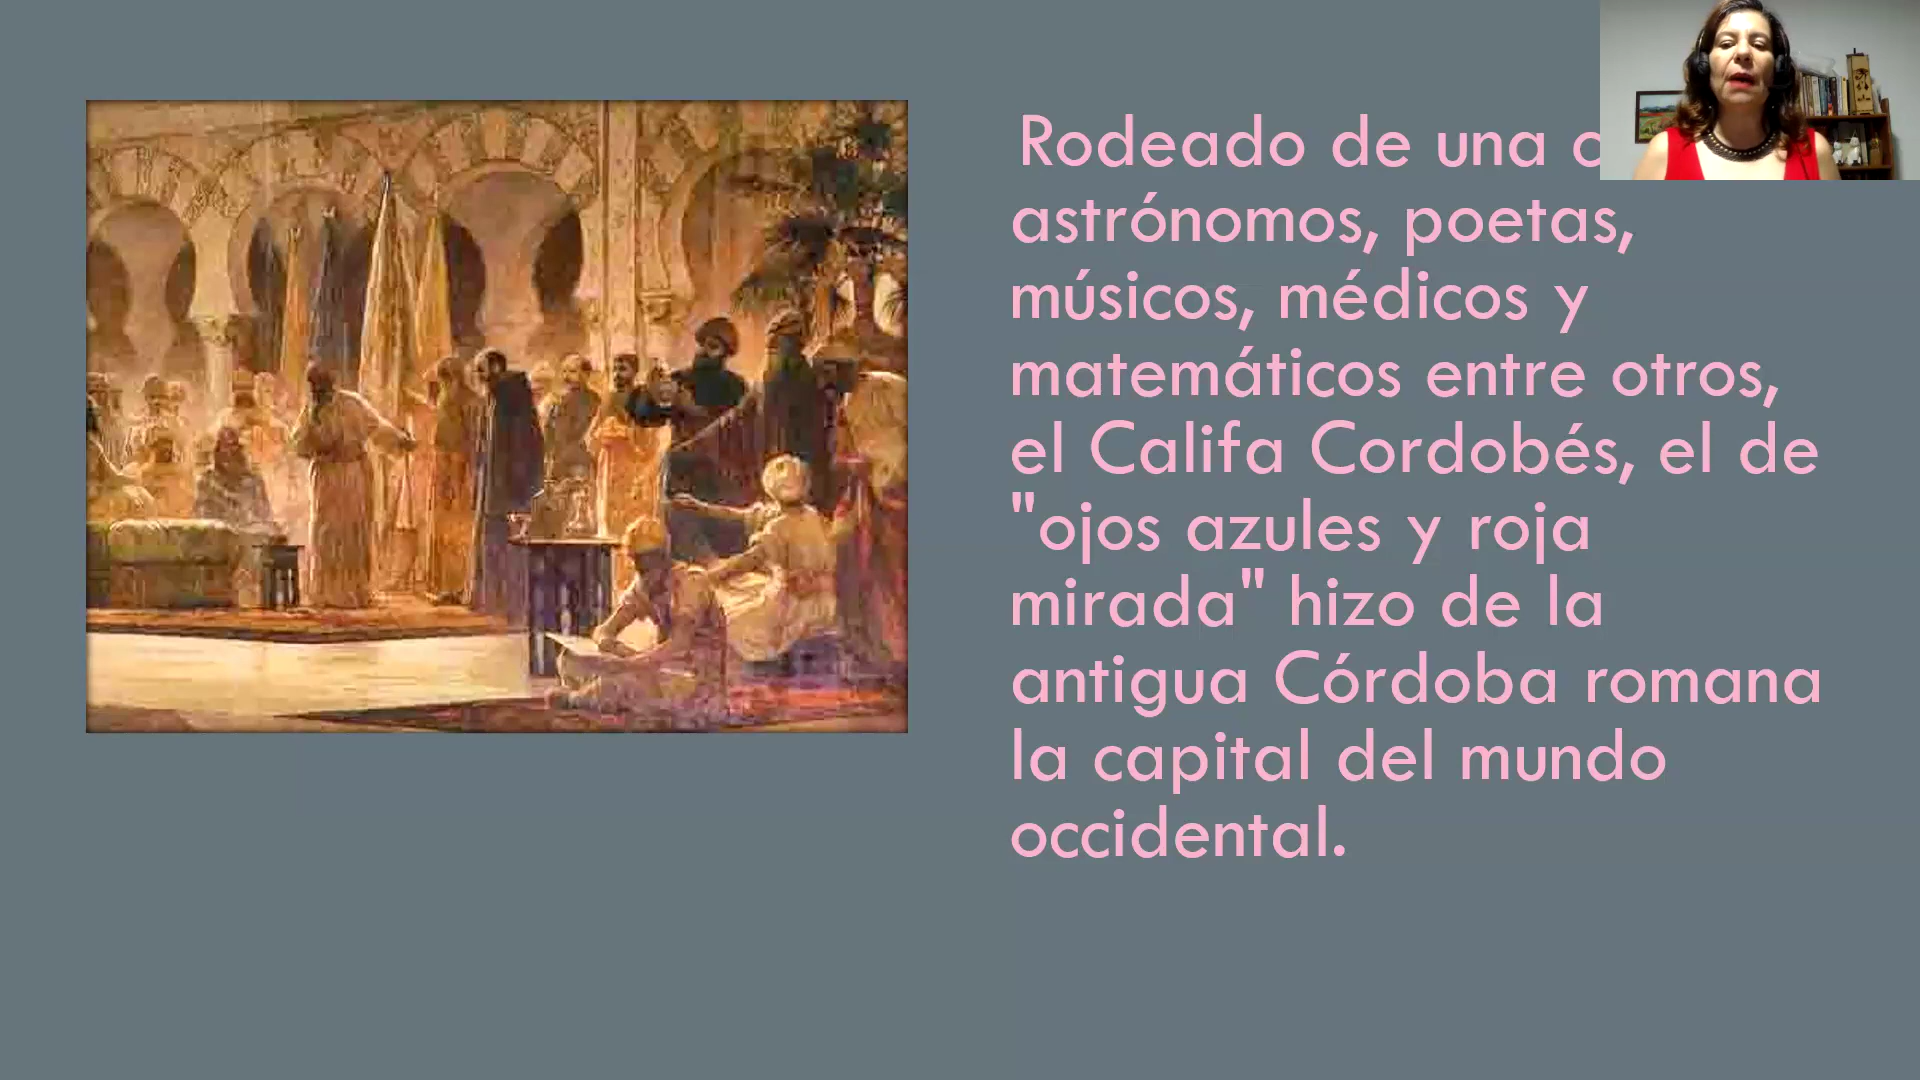 Rodeado de una
astrónomos, poetas,
músicos, médicos y
matemáticos entre otros,
el Califa Cordobés, el de
"ojos azules y roja
mirada" hizo de la
antigua Córdoba romana
la capital del mundo
occidental.